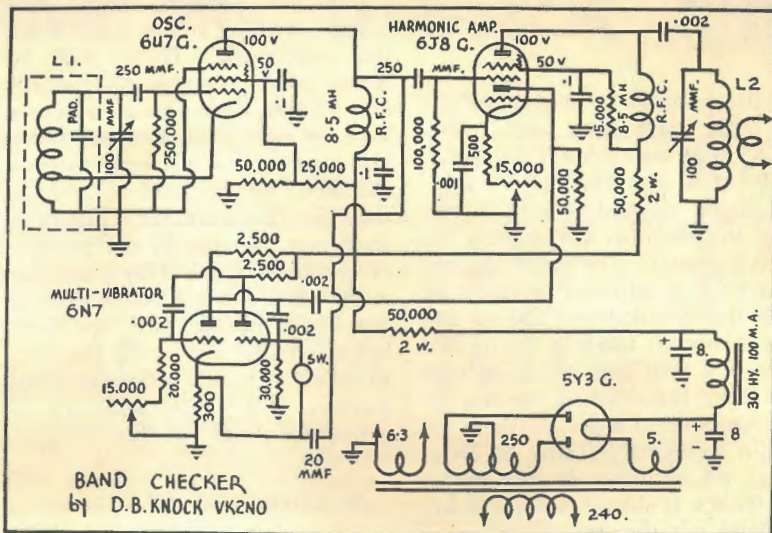 OSC.
6U7G.
HARMONIC AMP.
6J8 G.
.002
100 V
100 V
L1.
250 MMF
50 V
.1
250
MMF.
50 V
L2
PAD.
MMF
100
250,000
8·5 MH
R.F.C.
.1
100,000
500
.001
15.000
.1
15.000
8·5 MH
R.F.C.
MMF.
100
50,000
25,000
50,000
50,000
2 W.
2.500
2.500
MULTI-VIBRATOR
6N7
.002
.002
.002
50,000
2 W.
SW.
15.000
20,000
300
30,000
20
MMF
5Y3 G.
+ 8.
30 HY. 100 M.A.
6·3
250
5.
+ 8
-
240.
BAND CHECKER
by D.B. KNOCK VK2NO